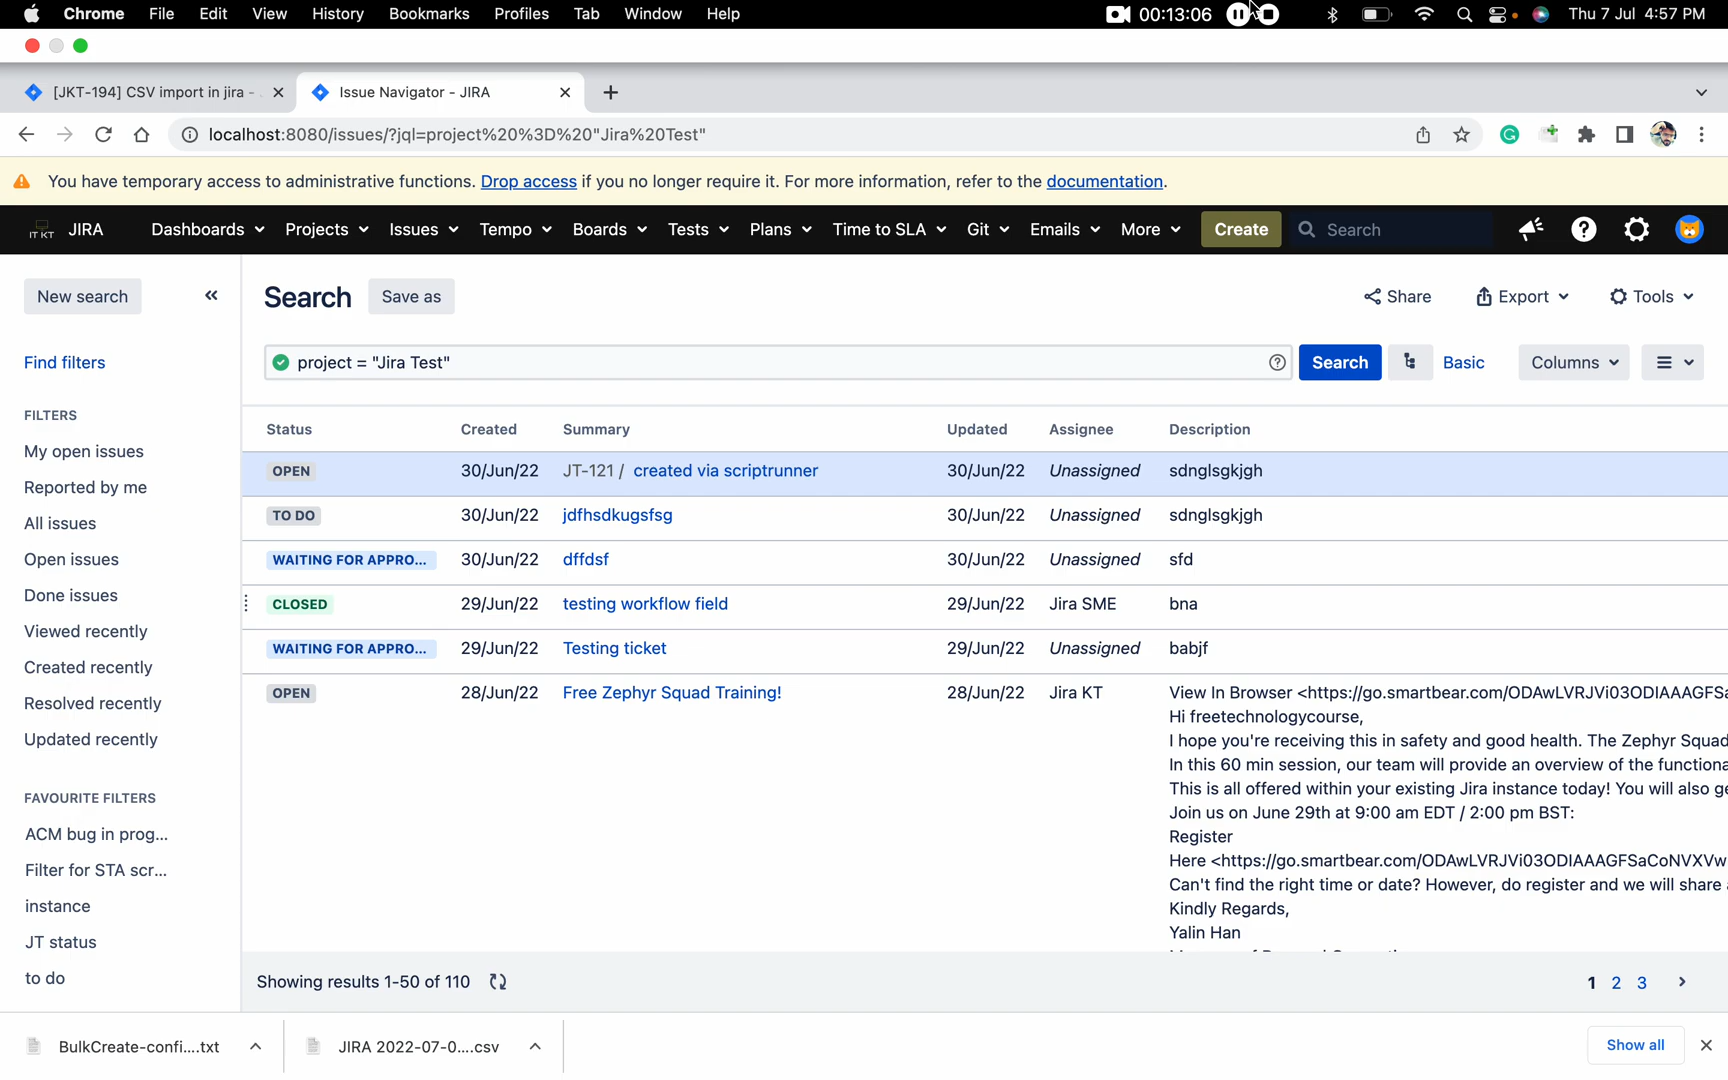 Chrome File Edit View History Bookmarks Profiles Tab Window Help 00:13:06 Thu 7 Jul 4:57 PM
[JKT-194] CSV import in jira - Issue Navigator - JIRA
localhost:8080/issues/?jql=project%20%3D%20"Jira%20Test"
You have temporary access to administrative functions. Drop access if you no longer require it. For more information, refer to the documentation.
IT KT JIRA Dashboards Projects Issues Tempo Boards Tests Plans Time to SLA Git Emails More Create Search
New search Search Save as Share Export Tools
Find filters project = "Jira Test" Search Basic Columns
FILTERS
Status Created Summary Updated Assignee Description
My open issues
OPEN 30/Jun/22 JT-121 / created via scriptrunner 30/Jun/22 Unassigned sdnglsgkjgh
Reported by me
TO DO 30/Jun/22 jdfhsdkugsfsg 30/Jun/22 Unassigned sdnglsgkjgh
All issues
Open issues WAITING FOR APPRO... 30/Jun/22 dffdsf 30/Jun/22 Unassigned sfd
Done issues CLOSED 29/Jun/22 testing workflow field 29/Jun/22 Jira SME bna
Viewed recently
WAITING FOR APPRO... 29/Jun/22 Testing ticket 29/Jun/22 Unassigned babjf
Created recently
OPEN 28/Jun/22 Free Zephyr Squad Training! 28/Jun/22 Jira KT View In Browser <https://go.smartbear.com/ODAwLVRJVi03ODIAAAGFSa
Resolved recently
Hi freetechnologycourse,
Updated recently I hope you're receiving this in safety and good health. The Zephyr Squad
In this 60 min session, our team will provide an overview of the functiona
FAVOURITE FILTERS This is all offered within your existing Jira instance today! You will also ge
Join us on June 29th at 9:00 am EDT / 2:00 pm BST:
ACM bug in prog... Register
Filter for STA scr... Here <https://go.smartbear.com/ODAwLVRJVi03ODIAAAGFSaCoNVXVw
Can't find the right time or date? However, do register and we will share
instance Kindly Regards,
JT status Yalin Han
to do Showing results 1-50 of 110 1 2 3
BulkCreate-confi....txt JIRA 2022-07-0....csv Show all